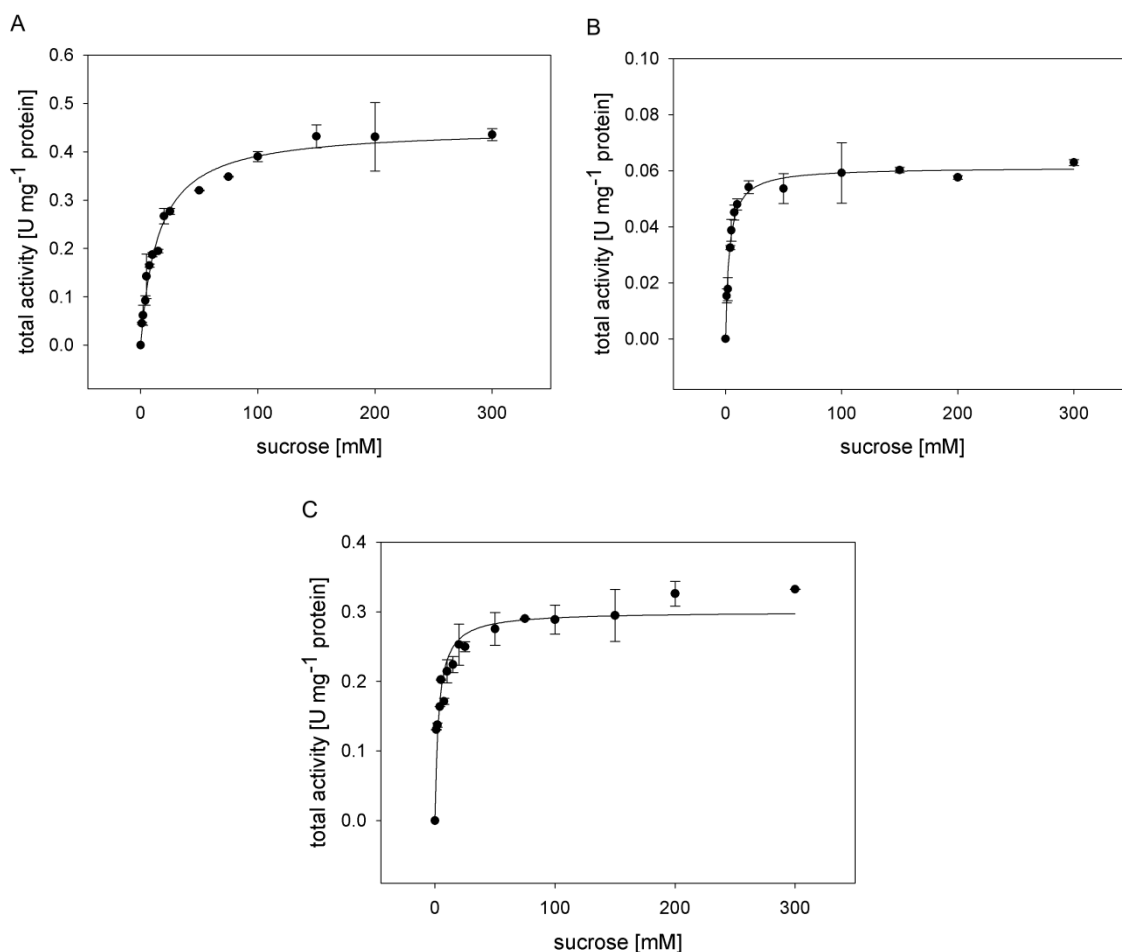 A
0.6
0.5
0.4
0.3
0.2
0.1
0.0
total activity [U mg⁻¹ protein]
0 100 200 300
sucrose [mM]
B
0.10
0.08
0.06
0.04
0.02
0.00
total activity [U mg⁻¹ protein]
0 100 200 300
sucrose [mM]
C
0.4
0.3
0.2
0.1
0.0
total activity [U mg⁻¹ protein]
0 100 200 300
sucrose [mM]